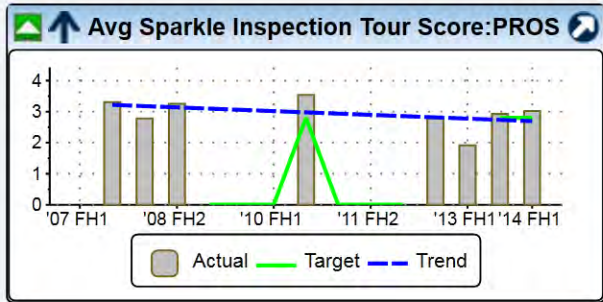 Avg Sparkle Inspection Tour Score:PROS
4
3
2
1
0
'07 FH1 '08 FH2 '10 FH1 '11 FH2 '13 FH1 '14 FH1
Actual Target Trend